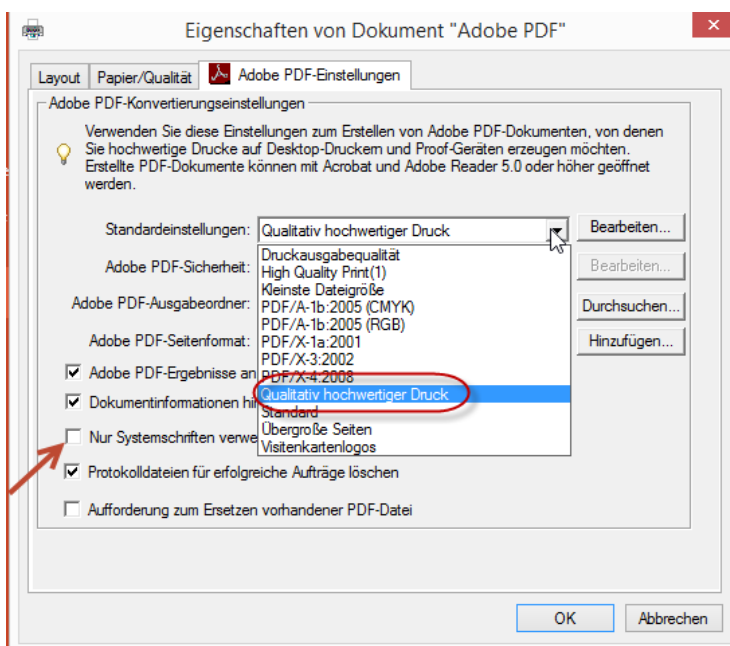 Eigenschaften von Dokument "Adobe PDF"
Layout Papier/Qualität Adobe PDF-Einstellungen
Adobe PDF-Konvertierungseinstellungen
Verwenden Sie diese Einstellungen zum Erstellen von Adobe PDF-Dokumenten, von denen
Sie hochwertige Drucke auf Desktop-Druckern und Proof-Geräten erzeugen möchten.
Erstellte PDF-Dokumente können mit Acrobat und Adobe Reader 5.0 oder höher geöffnet
werden.
Standardeinstellungen: Qualitativ hochwertiger Druck Bearbeiten...
Adobe PDF-Sicherheit: Bearbeiten...
Adobe PDF-Ausgabeordner: Durchsuchen...
Adobe PDF-Seitenformat: Hinzufügen...
Druckausgabequalität
High Quality Print(1)
Kleinste Dateigröße
PDF/A-1b:2005 (CMYK)
PDF/A-1b:2005 (RGB)
PDF/X-1a:2001
PDF/X-3:2002
PDF/X-4:2008
Qualitativ hochwertiger Druck
Standard
Übergroße Seiten
Visitenkartenlogos
Adobe PDF-Ergebnisse an
Dokumentinformationen hi
Nur Systemschriften verwe
Protokolldateien für erfolgreiche Aufträge löschen
Aufforderung zum Ersetzen vorhandener PDF-Datei
OK Abbrechen